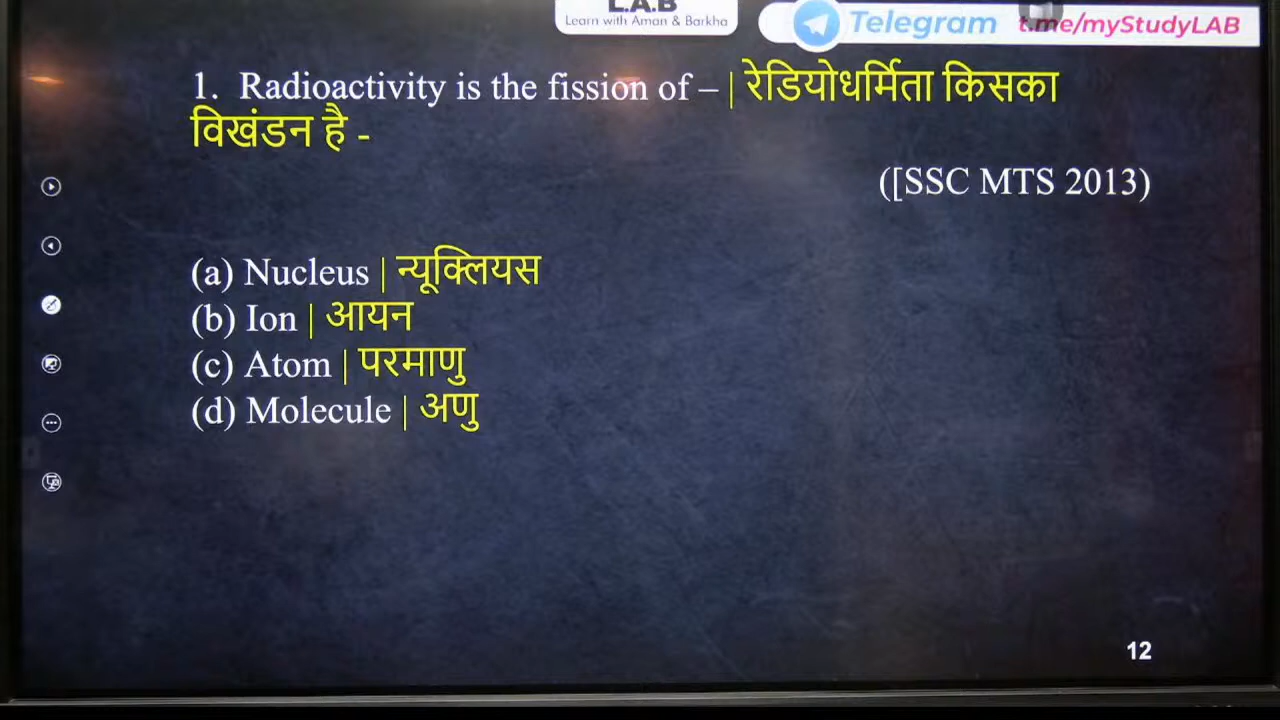 L.A.B
Learn with Aman & Barkha
Telegram t.me/myStudyLAB
1. Radioactivity is the fission of – | रेडियोधर्मिता किसका
विखंडन है -
([SSC MTS 2013)
(a) Nucleus | न्यूक्लियस
(b) Ion | आयन
(c) Atom | परमाणु
(d) Molecule | अणु
12